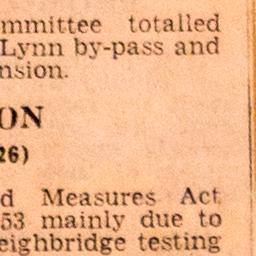 mmittee totalled
Lynn by-pass and
nsion.
ON
26)
d Measures Act
53 mainly due to
eighbridge testing